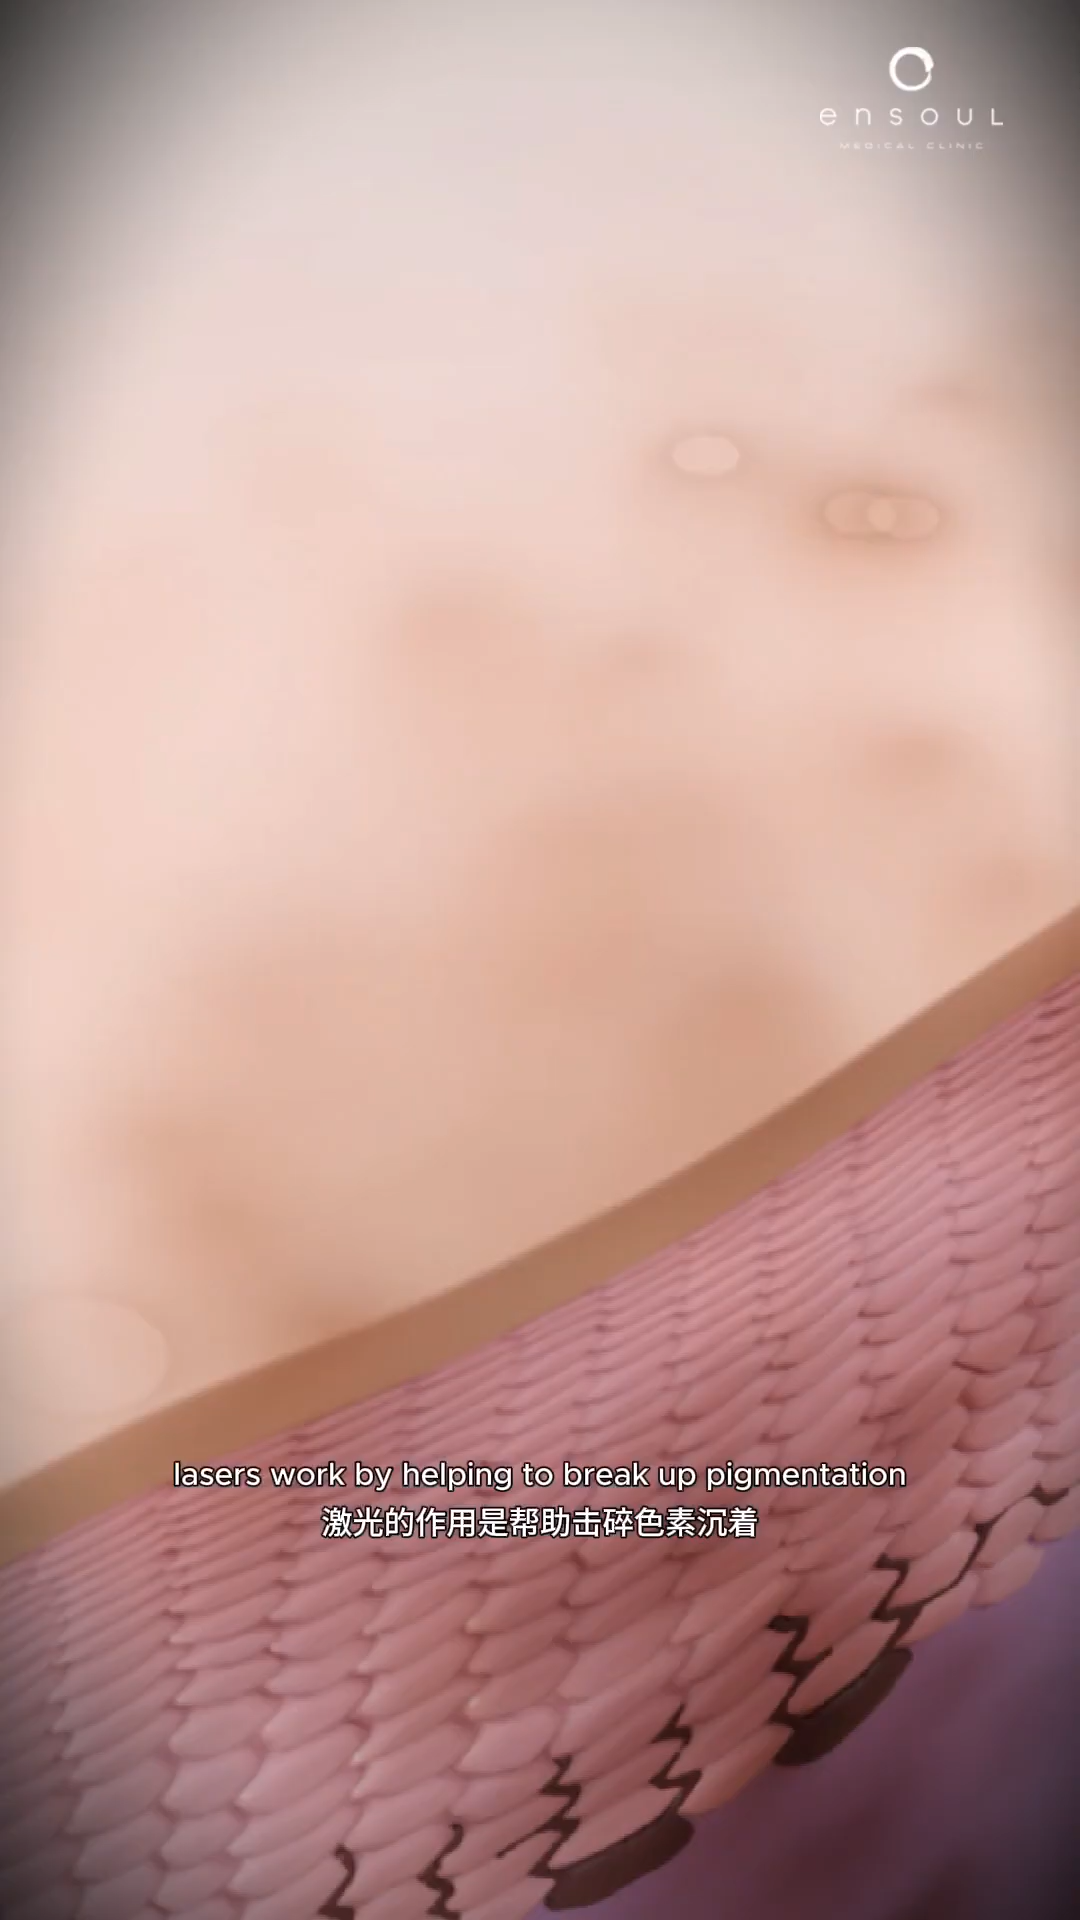 ensoul
MEDICAL CLINIC
lasers work by helping to break up pigmentation
激光的作用是帮助击碎色素沉着